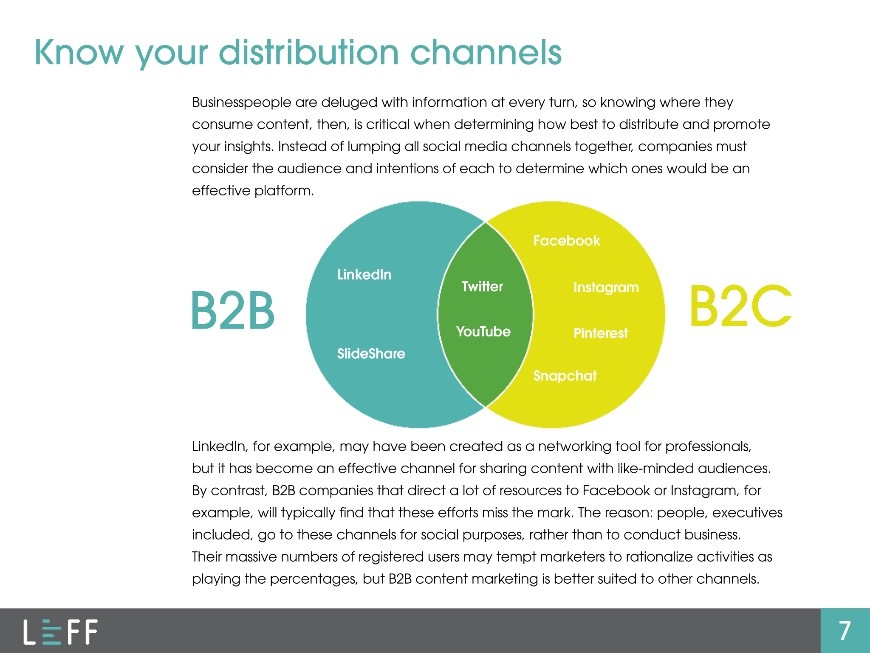 Know your distribution channels
Businesspeople are deluged with information at every turn, so knowing where they
consume content, then, is critical when determining how best to distribute and promote
your insights. Instead of lumping all social media channels together, companies must
consider the audience and intentions of each to determine which ones would be an
effective platform.
B2B
LinkedIn
SlideShare
Twitter
YouTube
Facebook
Instagram
Pinterest
Snapchat
B2C
LinkedIn, for example, may have been created as a networking tool for professionals,
but it has become an effective channel for sharing content with like-minded audiences.
By contrast, B2B companies that direct a lot of resources to Facebook or Instagram, for
example, will typically find that these efforts miss the mark. The reason: people, executives
included, go to these channels for social purposes, rather than to conduct business.
Their massive numbers of registered users may tempt marketers to rationalize activities as
playing the percentages, but B2B content marketing is better suited to other channels.
LEFF
7